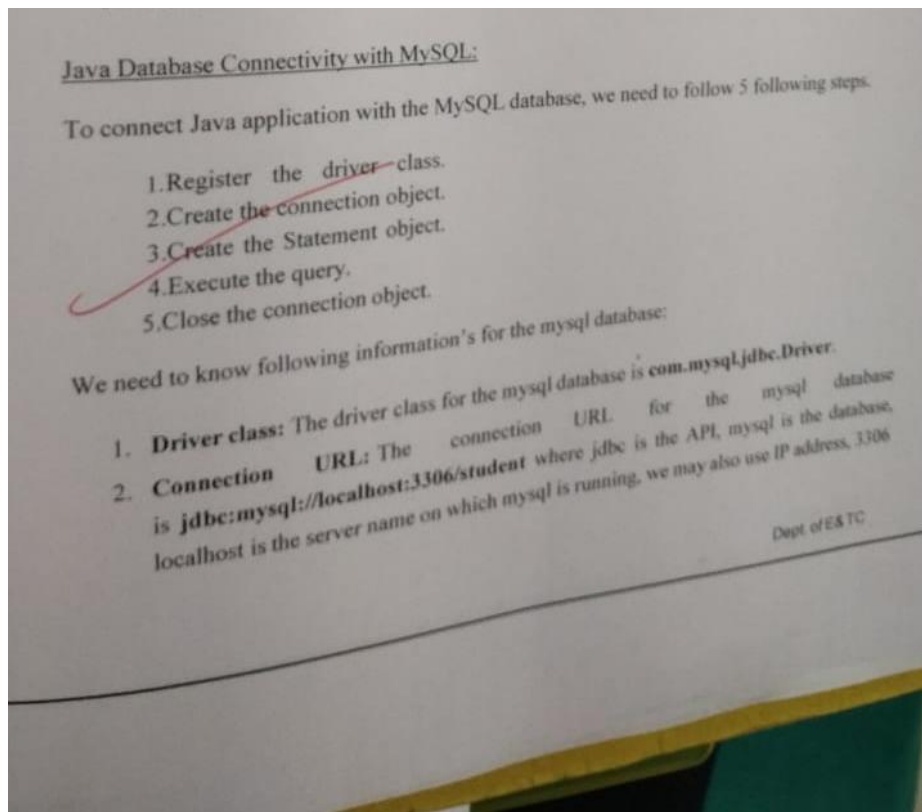 Java Database Connectivity with MySQL:
To connect Java application with the MySQL database, we need to follow 5 following steps.
1.Register the driver class.
2.Create the connection object.
3.Create the Statement object.
4.Execute the query.
5.Close the connection object.
We need to know following information's for the mysql database:
1. Driver class: The driver class for the mysql database is com.mysql.jdbc.Driver.
2. Connection URL: The connection URL for the mysql database
is jdbc:mysql://localhost:3306/student where jdbc is the API, mysql is the database,
localhost is the server name on which mysql is running, we may also use IP address, 3306
Dept. of E&TC